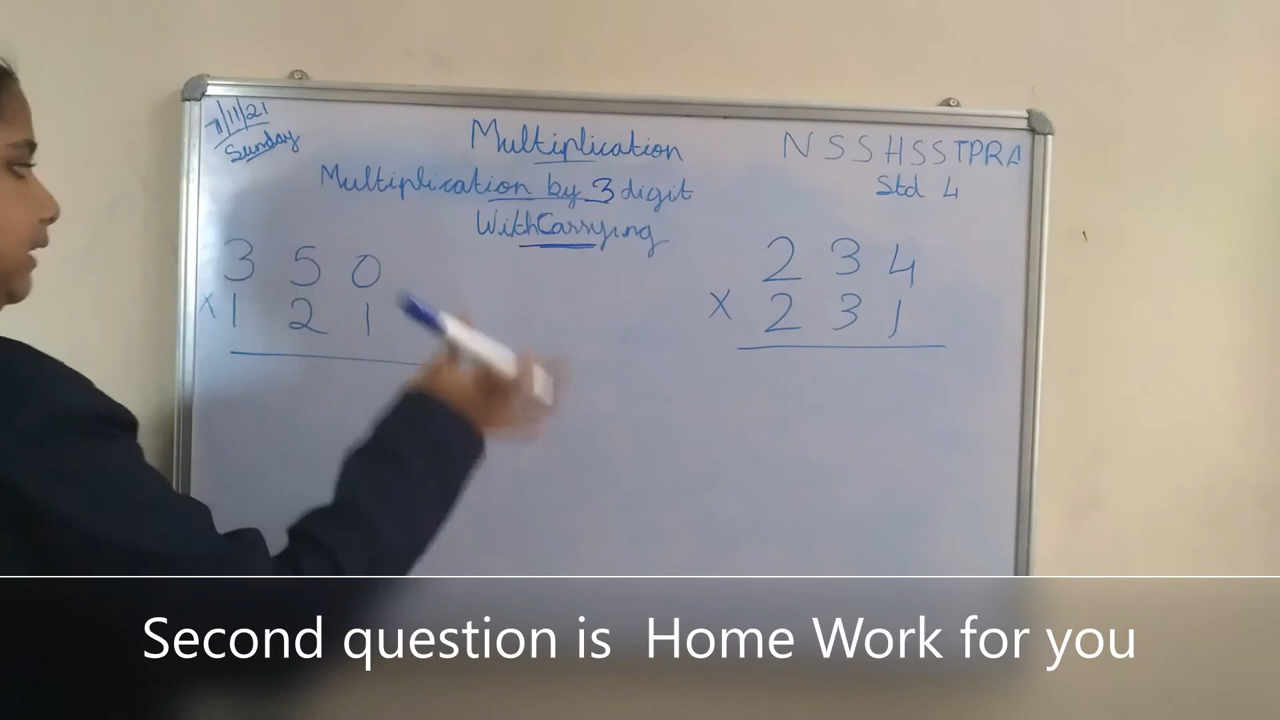 7/11/21
Sunday
Multiplication
Multiplication by 3 digit
With Carrying
NSSHSSTPRA
Std 4
3 5 0
x 1 2 1
2 3 4
x 2 3 1
Second question is Home Work for you